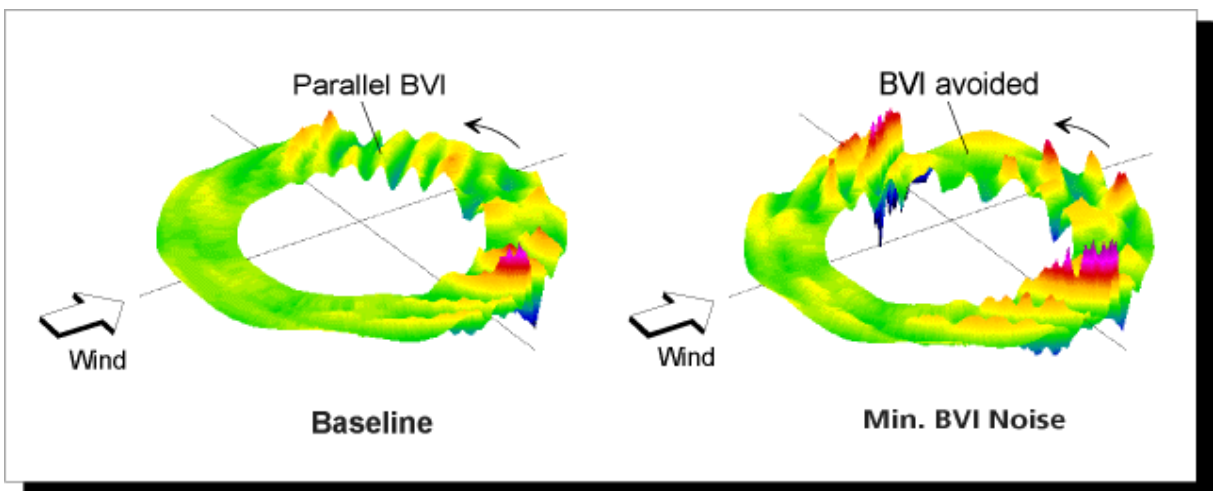 Parallel BVI
BVI avoided
Wind
Wind
Baseline
Min. BVI Noise